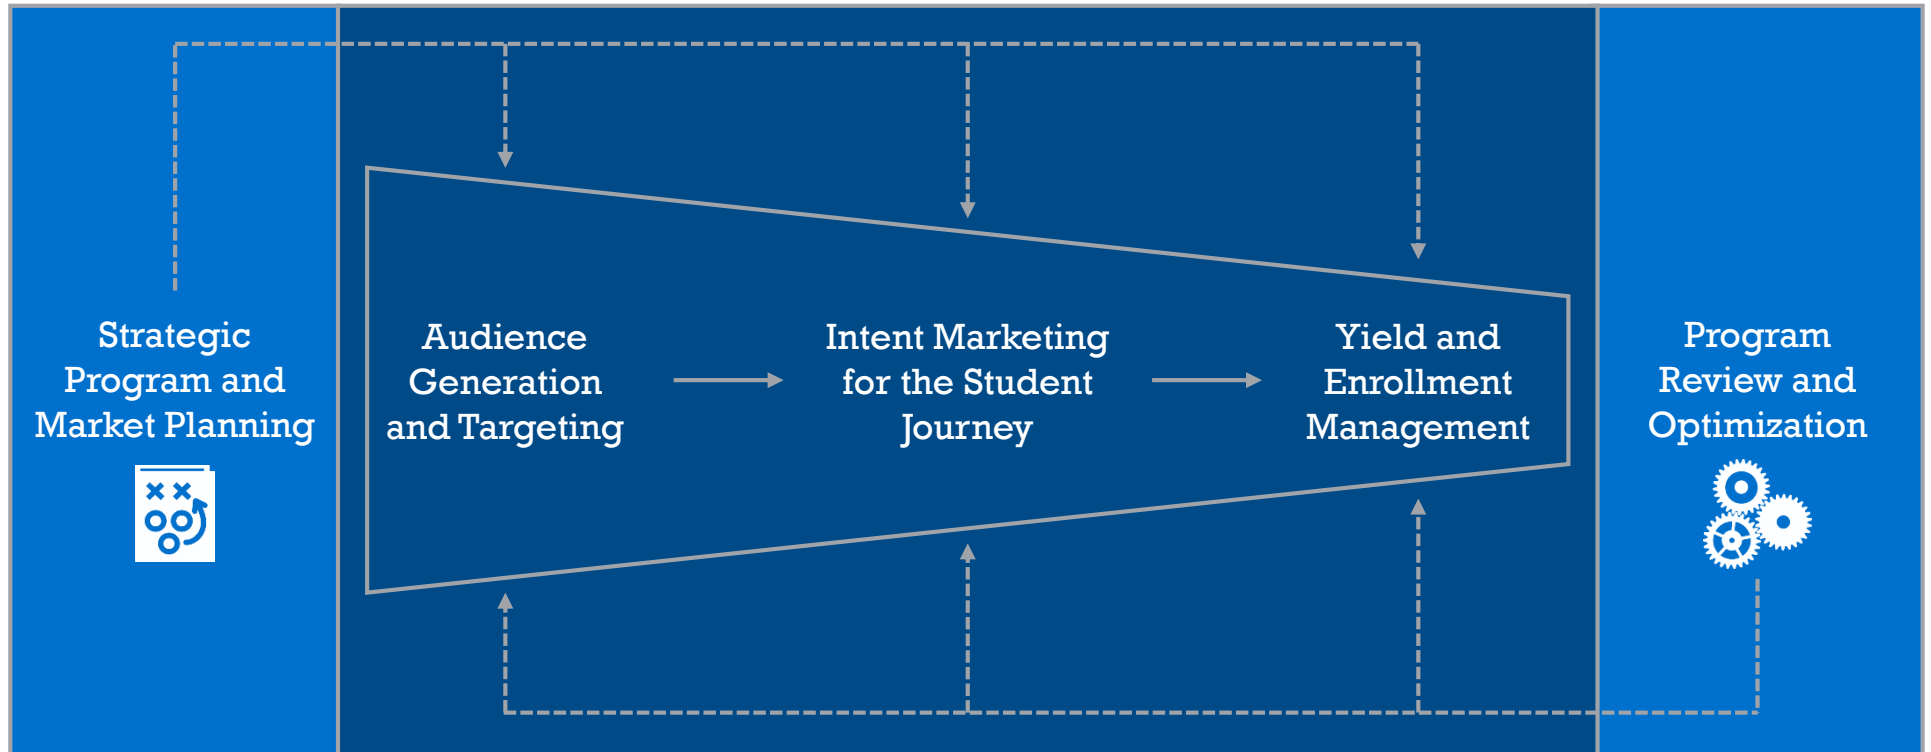 Strategic
Program and
Market Planning
Audience
Generation
and Targeting
Intent Marketing
for the Student
Journey
Yield and
Enrollment
Management
Program
Review and
Optimization